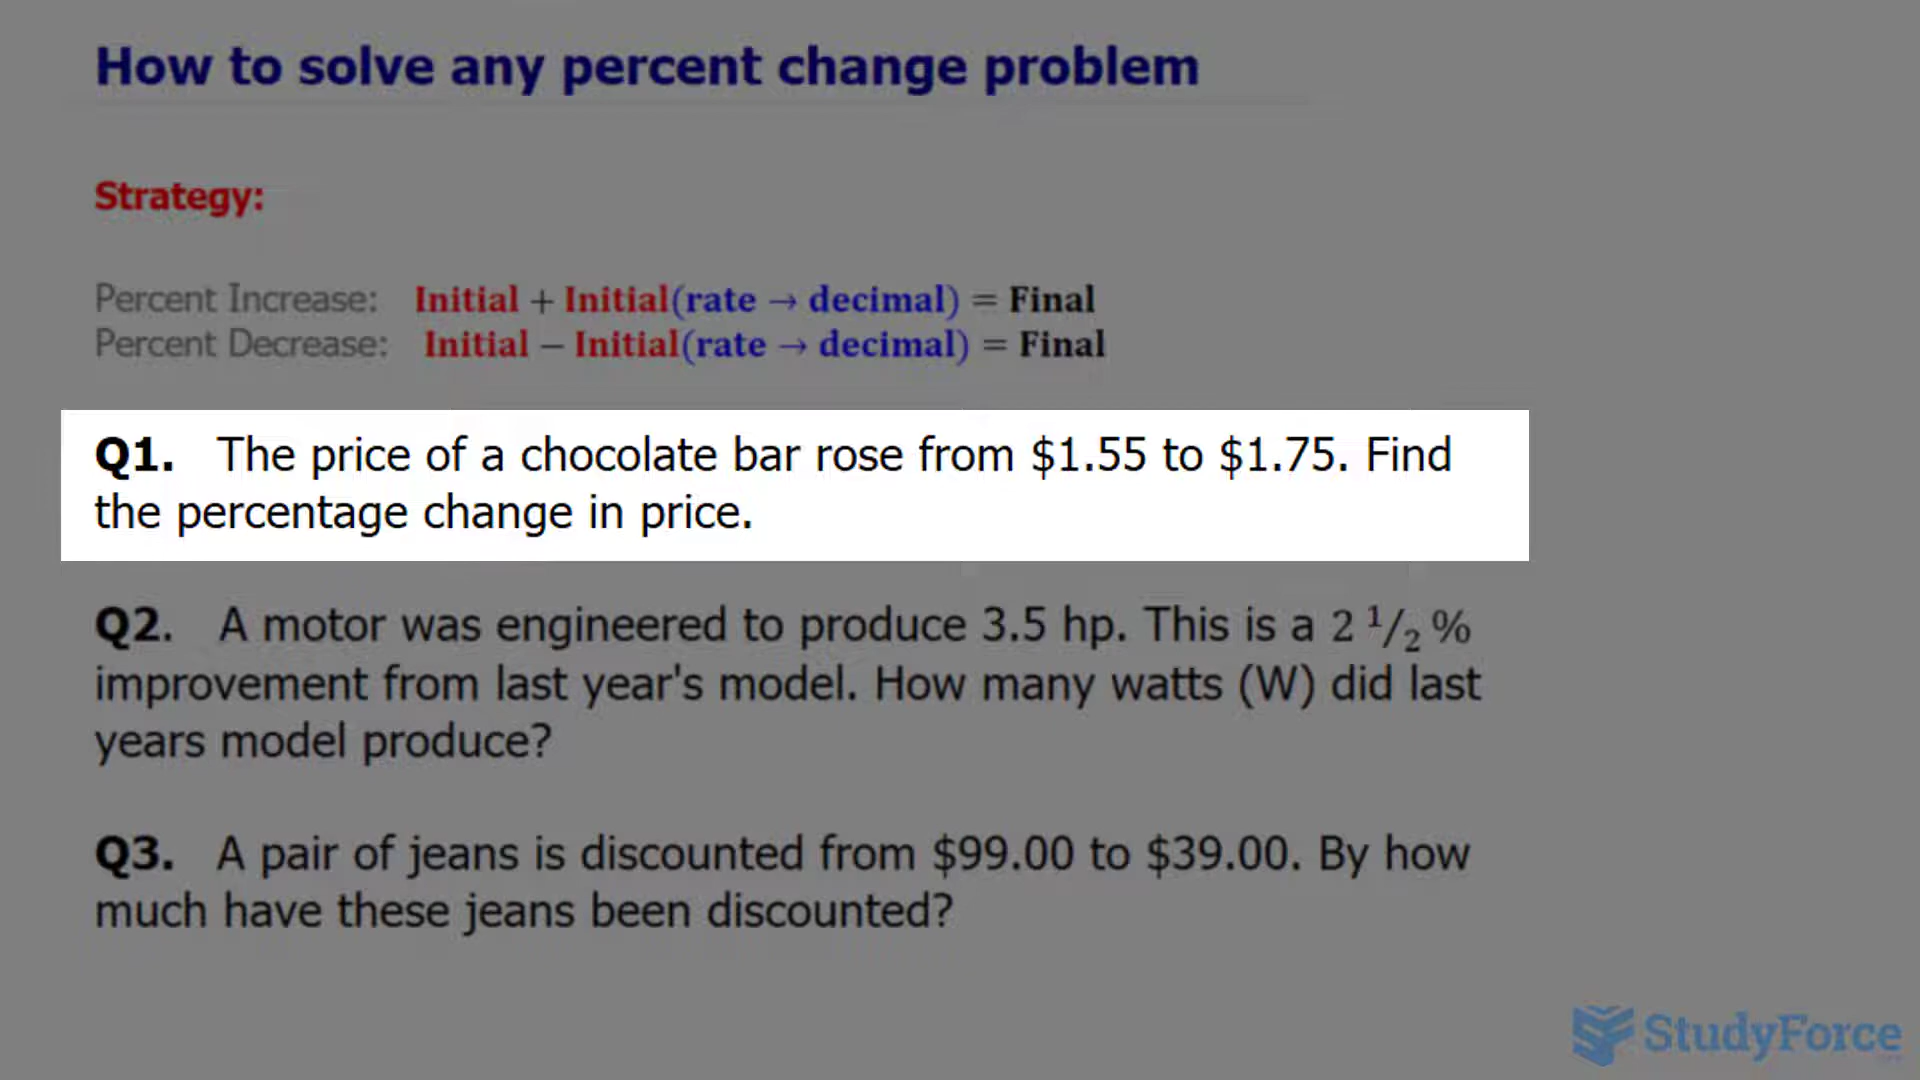 How to solve any percent change problem
Strategy:
Percent Increase: Initial + Initial(rate → decimal) = Final
Percent Decrease: Initial − Initial(rate → decimal) = Final
Q1. The price of a chocolate bar rose from $1.55 to $1.75. Find
the percentage change in price.
Q2. A motor was engineered to produce 3.5 hp. This is a 2 1/2 %
improvement from last year's model. How many watts (W) did last
years model produce?
Q3. A pair of jeans is discounted from $99.00 to $39.00. By how
much have these jeans been discounted?
StudyForce